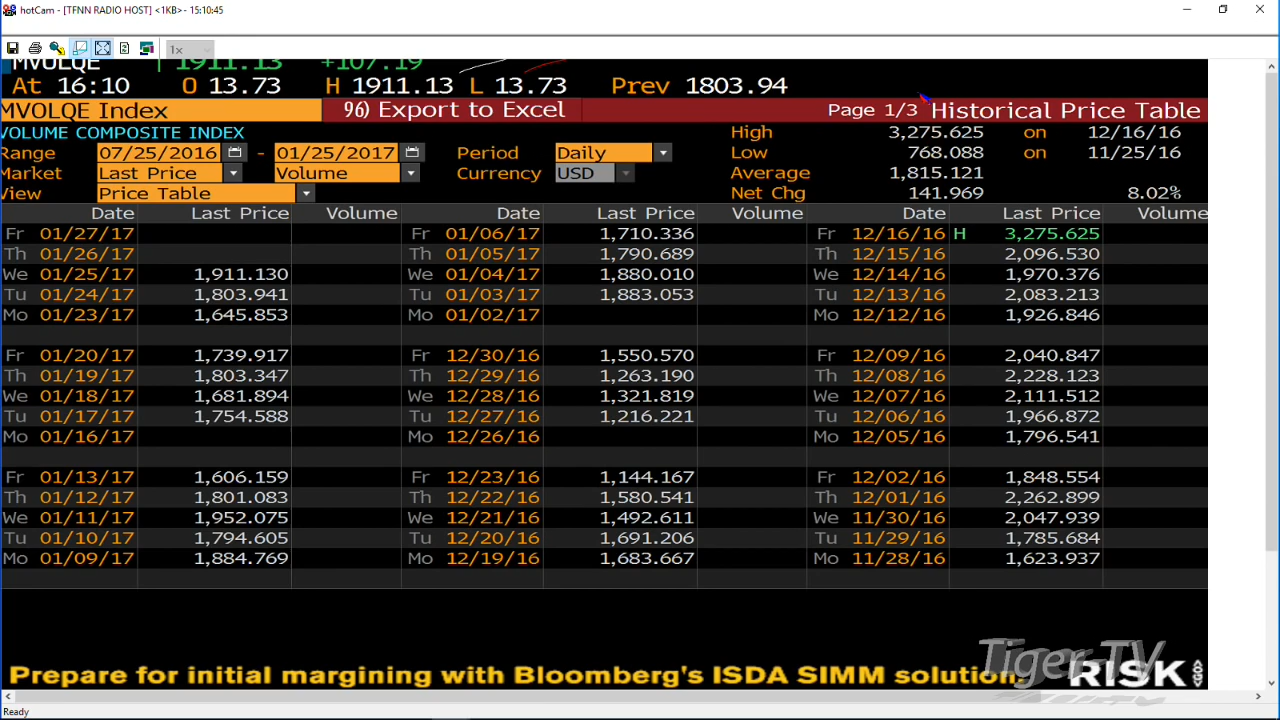 hotCam - [TFNN RADIO HOST] <1KB> - 15:10:45
1x
MVOLQE 1911.13 +107.19
At 16:10 O 13.73 H 1911.13 L 13.73 Prev 1803.94
MVOLQE Index 96) Export to Excel Page 1/3 Historical Price Table
VOLUME COMPOSITE INDEX High 3,275.625 on 12/16/16
Range 07/25/2016 - 01/25/2017 Period Daily Low 768.088 on 11/25/16
Market Last Price Volume Currency USD Average 1,815.121
View Price Table Net Chg 141.969 8.02%
Date Last Price Volume Date Last Price Volume Date Last Price Volume
Fr 01/27/17 Fr 01/06/17 1,710.336 Fr 12/16/16 H 3,275.625
Th 01/26/17 Th 01/05/17 1,790.689 Th 12/15/16 2,096.530
We 01/25/17 1,911.130 We 01/04/17 1,880.010 We 12/14/16 1,970.376
Tu 01/24/17 1,803.941 Tu 01/03/17 1,883.053 Tu 12/13/16 2,083.213
Mo 01/23/17 1,645.853 Mo 01/02/17 Mo 12/12/16 1,926.846
Fr 01/20/17 1,739.917 Fr 12/30/16 1,550.570 Fr 12/09/16 2,040.847
Th 01/19/17 1,803.347 Th 12/29/16 1,263.190 Th 12/08/16 2,228.123
We 01/18/17 1,681.894 We 12/28/16 1,321.819 We 12/07/16 2,111.512
Tu 01/17/17 1,754.588 Tu 12/27/16 1,216.221 Tu 12/06/16 1,966.872
Mo 01/16/17 Mo 12/26/16 Mo 12/05/16 1,796.541
Fr 01/13/17 1,606.159 Fr 12/23/16 1,144.167 Fr 12/02/16 1,848.554
Th 01/12/17 1,801.083 Th 12/22/16 1,580.541 Th 12/01/16 2,262.899
We 01/11/17 1,952.075 We 12/21/16 1,492.611 We 11/30/16 2,047.939
Tu 01/10/17 1,794.605 Tu 12/20/16 1,691.206 Tu 11/29/16 1,785.684
Mo 01/09/17 1,884.769 Mo 12/19/16 1,683.667 Mo 11/28/16 1,623.937
Prepare for initial margining with Bloomberg's ISDA SIMM solution. RISK
Tiger TV
Ready